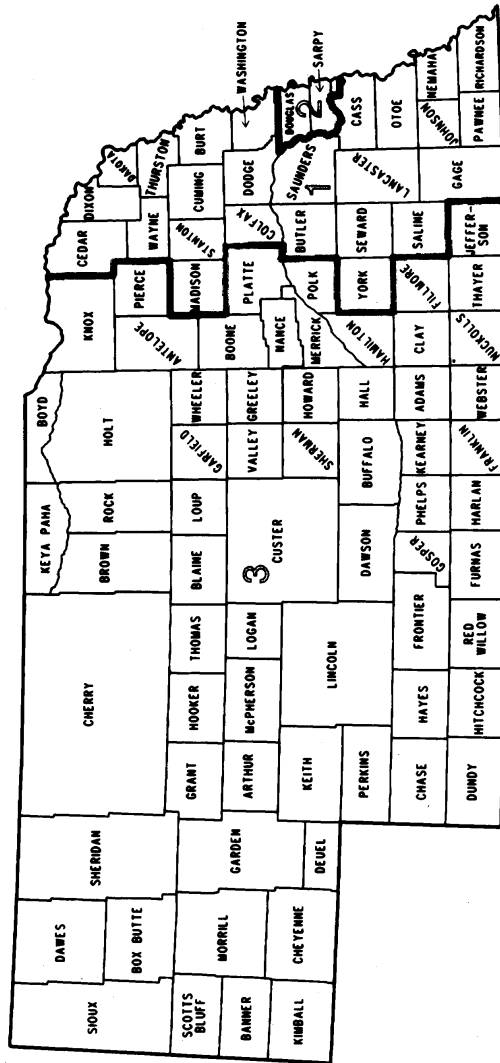 SIOUX
DAWES
BOX BUTTE
SHERIDAN
SCOTTS
BLUFF
BANNER
KIMBALL
MORRILL
CHEYENNE
GARDEN
DEUEL
CHERRY
GRANT
HOOKER
THOMAS
ARTHUR
McPHERSON
LOGAN
KEITH
LINCOLN
PERKINS
CHASE
HAYES
FRONTIER
DUNDY
HITCHCOCK
RED
WILLOW
KEYA PAHA
BROWN
ROCK
BLAINE
LOUP
3
CUSTER
DAWSON
BUFFALO
GOSPER
PHELPS
KEARNEY
FURNAS
HARLAN
FRANKLIN
BOYD
HOLT
GARFIELD
WHEELER
VALLEY
GREELEY
SHERMAN
HOWARD
HALL
ADAMS
WEBSTER
KNOX
ANTELOPE
PIERCE
BOONE
MADISON
NANCE
PLATTE
MERRICK
POLK
HAMILTON
YORK
CLAY
FILLMORE
NUCKOLLS
THAYER
CEDAR
DIXON
DAKOTA
WAYNE
THURSTON
STANTON
CUMING
BURT
COLFAX
DODGE
WASHINGTON
BUTLER
SAUNDERS
DOUGLAS
2
SARPY
1
SEWARD
LANCASTER
CASS
OTOE
SALINE
JEFFER-
SON
GAGE
JOHNSON
NEMAHA
PAWNEE
RICHARDSON